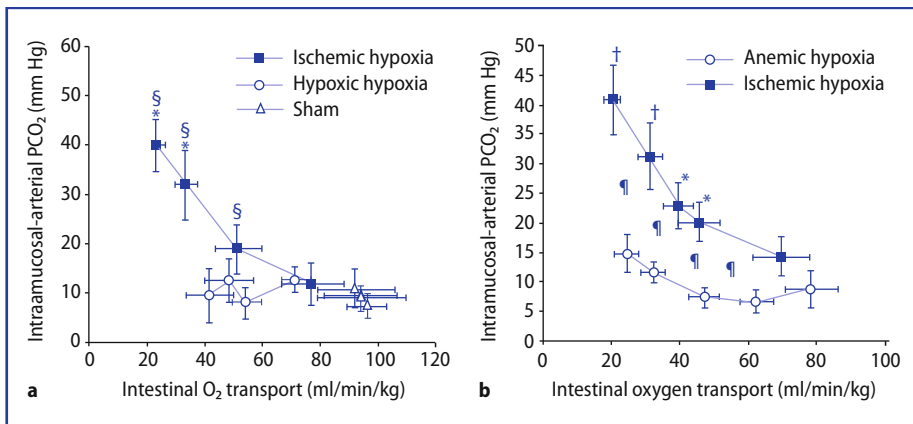 60
50
40
30
20
10
0
Intramucosal-arterial PCO₂ (mm Hg)
Ischemic hypoxia
Hypoxic hypoxia
Sham
§
*
§
*
§
0 20 40 60 80 100 120
a Intestinal O₂ transport (ml/min/kg)
50
45
40
35
30
25
20
15
10
5
0
Intramucosal-arterial PCO₂ (mm Hg)
Anemic hypoxia
Ischemic hypoxia
†
†
*
*
¶
¶
¶
¶
0 20 40 60 80 100
b Intestinal oxygen transport (ml/min/kg)